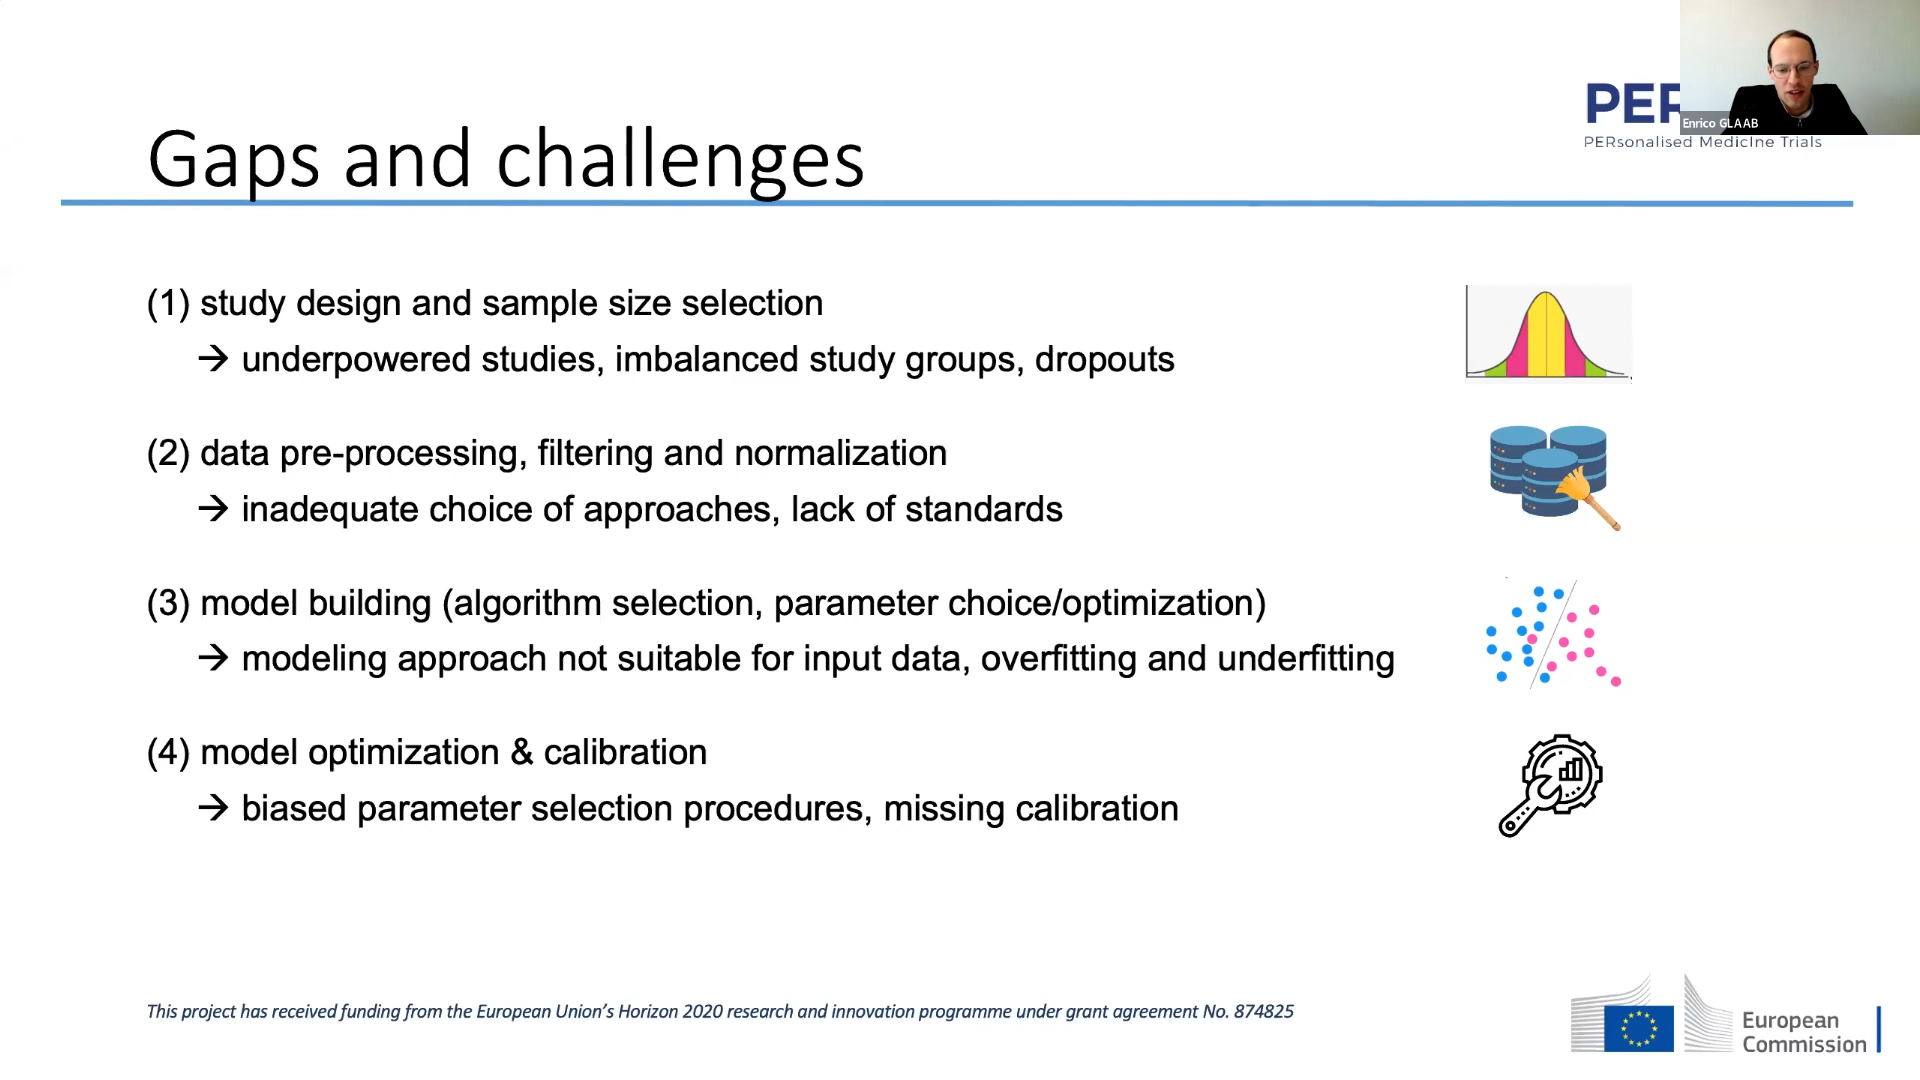 PER
Enrico GLAAB
PERsonalised MedicIne Trials
Gaps and challenges
(1) study design and sample size selection
→ underpowered studies, imbalanced study groups, dropouts
(2) data pre-processing, filtering and normalization
→ inadequate choice of approaches, lack of standards
(3) model building (algorithm selection, parameter choice/optimization)
→ modeling approach not suitable for input data, overfitting and underfitting
(4) model optimization & calibration
→ biased parameter selection procedures, missing calibration
This project has received funding from the European Union’s Horizon 2020 research and innovation programme under grant agreement No. 874825
European
Commission